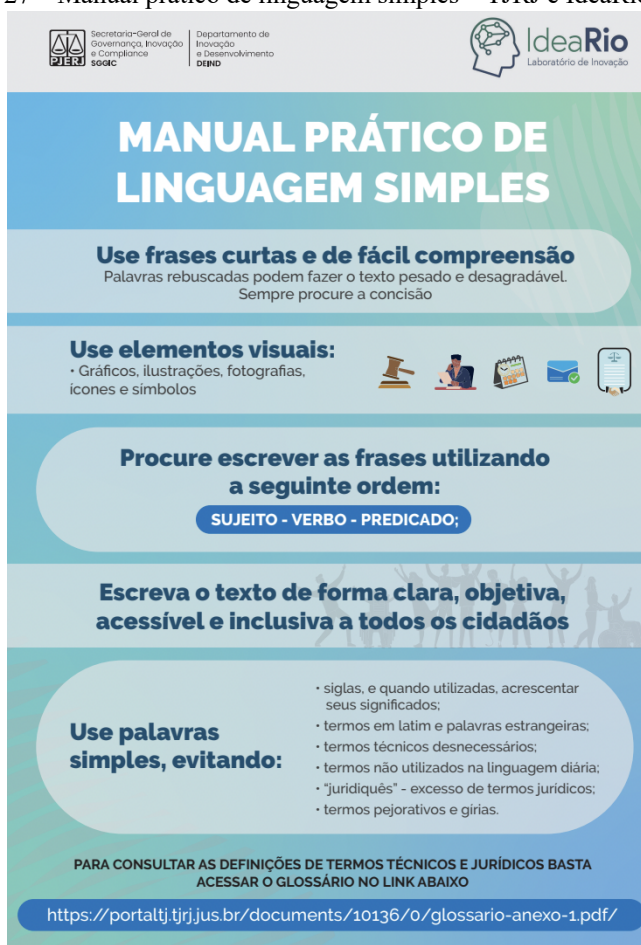 27 – Manual prático de linguagem simples – TJRJ e IdeaRio
PJERJ
Secretaria-Geral de
Governança, Inovação
e Compliance
SGGIC
Departamento de
Inovação
e Desenvolvimento
DEIND
IdeaRio
Laboratório de Inovação
MANUAL PRÁTICO DE
LINGUAGEM SIMPLES
Use frases curtas e de fácil compreensão
Palavras rebuscadas podem fazer o texto pesado e desagradável.
Sempre procure a concisão
Use elementos visuais:
• Gráficos, ilustrações, fotografias,
ícones e símbolos
Procure escrever as frases utilizando
a seguinte ordem:
SUJEITO - VERBO - PREDICADO;
Escreva o texto de forma clara, objetiva,
acessível e inclusiva a todos os cidadãos
Use palavras
simples, evitando:
• siglas, e quando utilizadas, acrescentar
seus significados;
• termos em latim e palavras estrangeiras;
• termos técnicos desnecessários;
• termos não utilizados na linguagem diária;
• “juridiquês” - excesso de termos jurídicos;
• termos pejorativos e gírias.
PARA CONSULTAR AS DEFINIÇÕES DE TERMOS TÉCNICOS E JURÍDICOS BASTA
ACESSAR O GLOSSÁRIO NO LINK ABAIXO
https://portaltj.tjrj.jus.br/documents/10136/0/glossario-anexo-1.pdf/